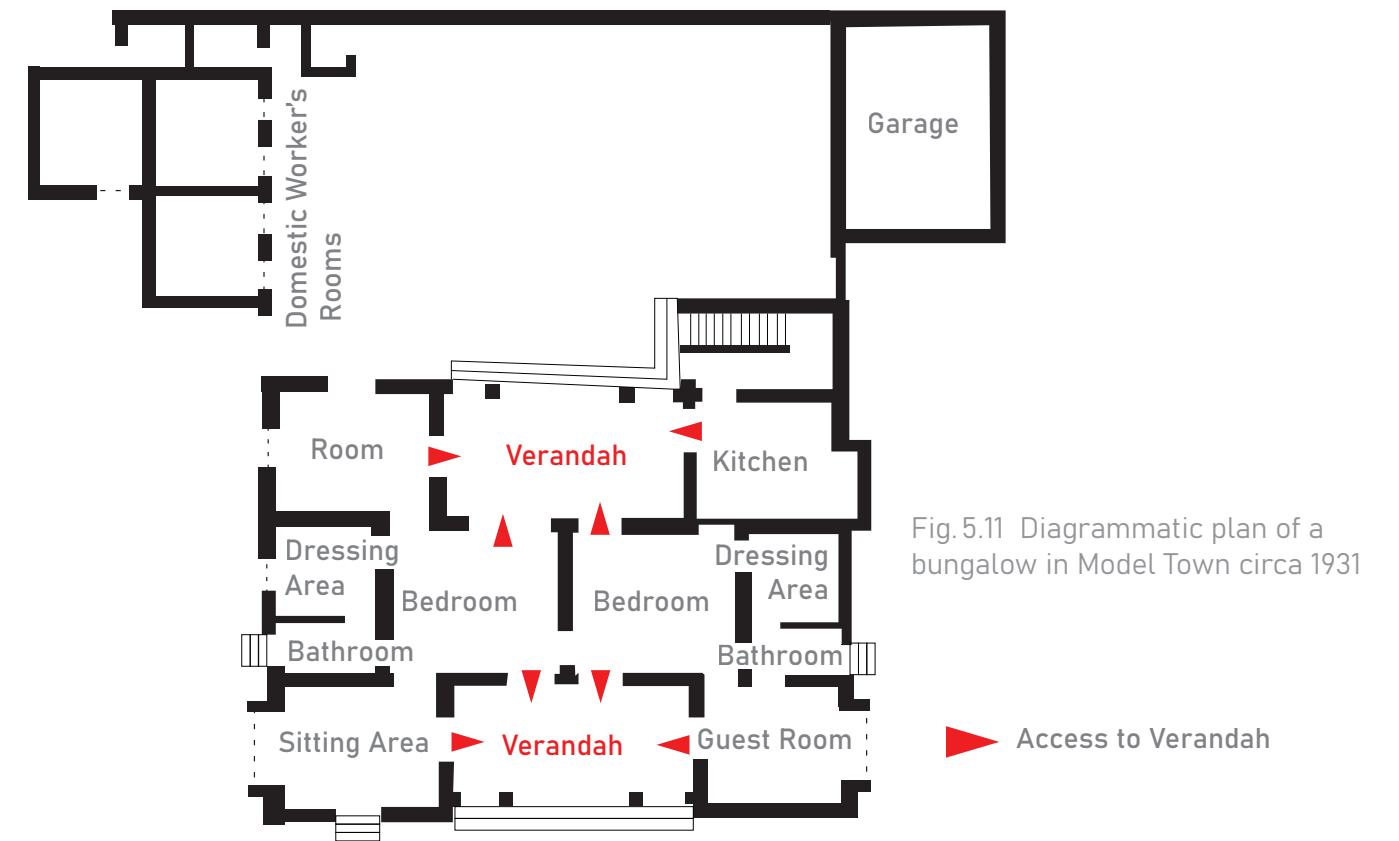 Garage
Domestic Worker's
Rooms
Room
Verandah
Kitchen
Dressing
Area
Bedroom
Bedroom
Dressing
Area
Bathroom
Bathroom
Sitting Area
Verandah
Guest Room
Access to Verandah
Fig. 5.11 Diagrammatic plan of a
bungalow in Model Town circa 1931